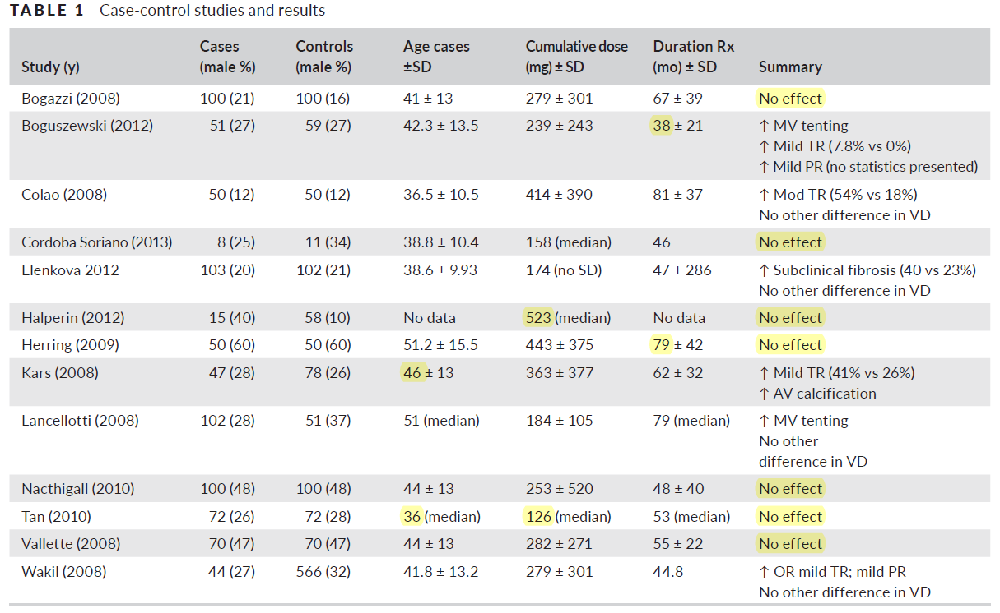 TABLE 1 Case-control studies and results
Study (y) Cases (male %) Controls (male %) Age cases ±SD Cumulative dose (mg) ± SD Duration Rx (mo) ± SD Summary
Bogazzi (2008) 100 (21) 100 (16) 41 ± 13 279 ± 301 67 ± 39 No effect
Boguszewski (2012) 51 (27) 59 (27) 42.3 ± 13.5 239 ± 243 38 ± 21 ↑ MV tenting
↑ Mild TR (7.8% vs 0%)
↑ Mild PR (no statistics presented)
Colao (2008) 50 (12) 50 (12) 36.5 ± 10.5 414 ± 390 81 ± 37 ↑ Mod TR (54% vs 18%)
No other difference in VD
Cordoba Soriano (2013) 8 (25) 11 (34) 38.8 ± 10.4 158 (median) 46 No effect
Elenkova 2012 103 (20) 102 (21) 38.6 ± 9.93 174 (no SD) 47 + 286 ↑ Subclinical fibrosis (40 vs 23%)
No other difference in VD
Halperin (2012) 15 (40) 58 (10) No data 523 (median) No data No effect
Herring (2009) 50 (60) 50 (60) 51.2 ± 15.5 443 ± 375 79 ± 42 No effect
Kars (2008) 47 (28) 78 (26) 46 ± 13 363 ± 377 62 ± 32 ↑ Mild TR (41% vs 26%)
↑ AV calcification
Lancellotti (2008) 102 (28) 51 (37) 51 (median) 184 ± 105 79 (median) ↑ MV tenting
No other
difference in VD
Nacthigall (2010) 100 (48) 100 (48) 44 ± 13 253 ± 520 48 ± 40 No effect
Tan (2010) 72 (26) 72 (28) 36 (median) 126 (median) 53 (median) No effect
Vallette (2008) 70 (47) 70 (47) 44 ± 13 282 ± 271 55 ± 22 No effect
Wakil (2008) 44 (27) 566 (32) 41.8 ± 13.2 279 ± 301 44.8 ↑ OR mild TR; mild PR
No other difference in VD